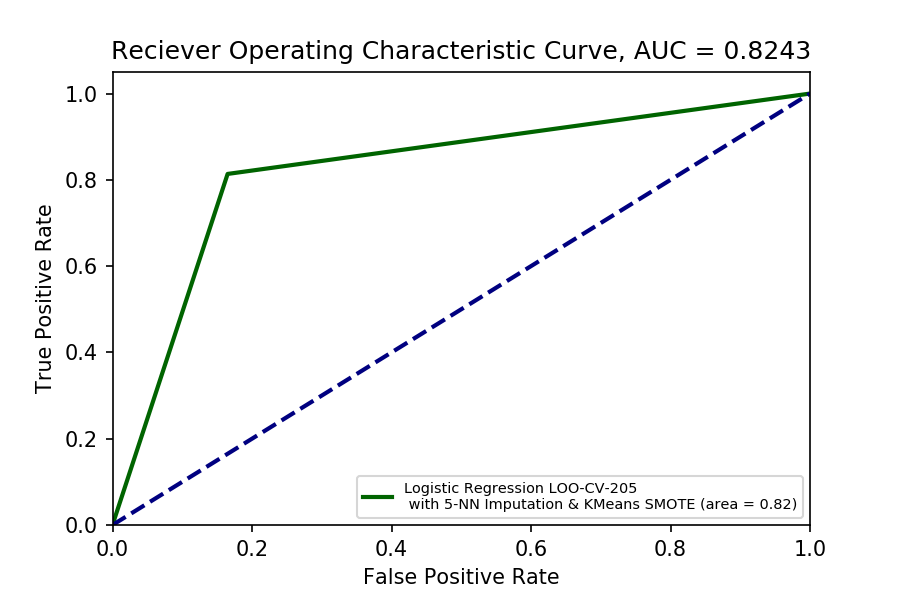 Reciever Operating Characteristic Curve, AUC = 0.8243
1.0
0.8
0.6
0.4
0.2
0.0
True Positive Rate
Logistic Regression LOO-CV-205
with 5-NN Imputation & KMeans SMOTE (area = 0.82)
0.0 0.2 0.4 0.6 0.8 1.0
False Positive Rate